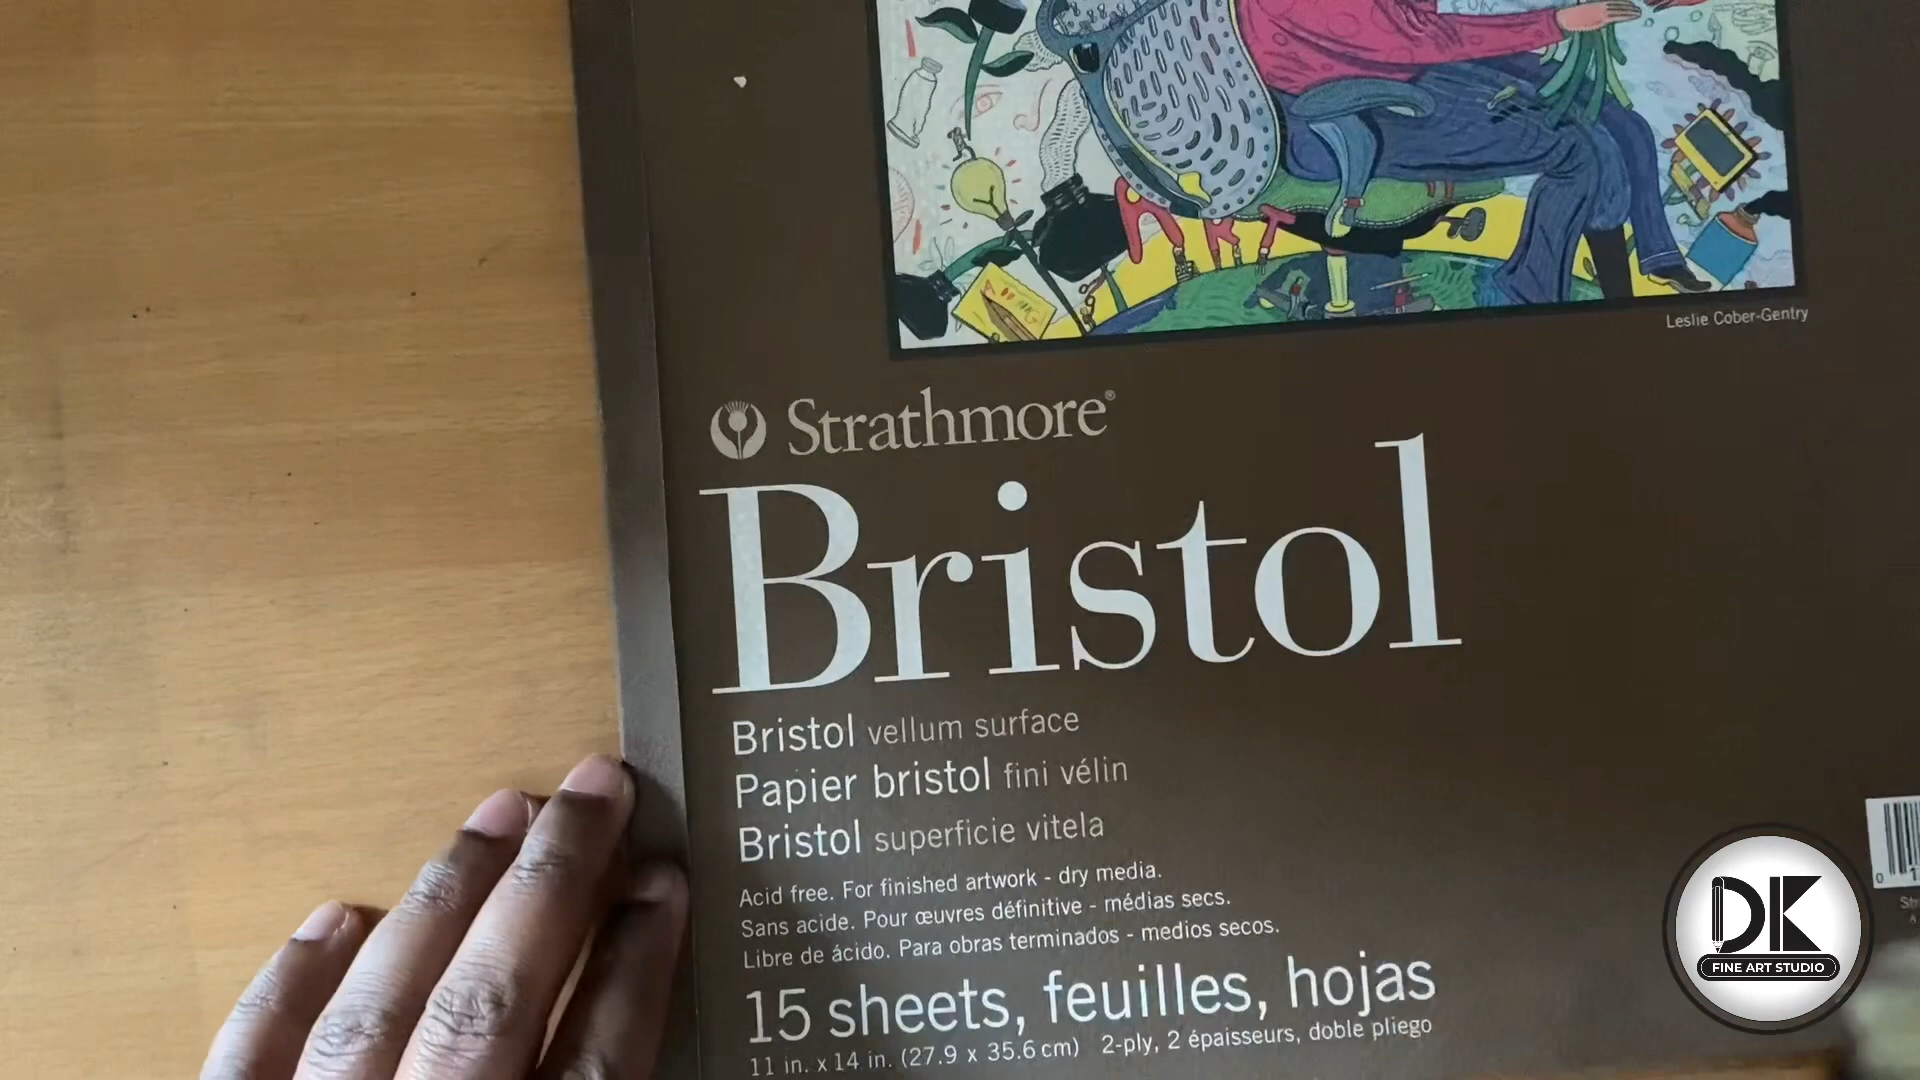 FUN
ART
Leslie Cober-Gentry
Strathmore®
Bristol
Bristol vellum surface
Papier bristol fini vélin
Bristol superficie vitela
Acid free. For finished artwork - dry media.
Sans acide. Pour œuvres définitive - médias secs.
Libre de ácido. Para obras terminados - medios secos.
15 sheets, feuilles, hojas
11 in. x 14 in. (27.9 x 35.6 cm) 2-ply, 2 épaisseurs, doble pliego
DK
FINE ART STUDIO